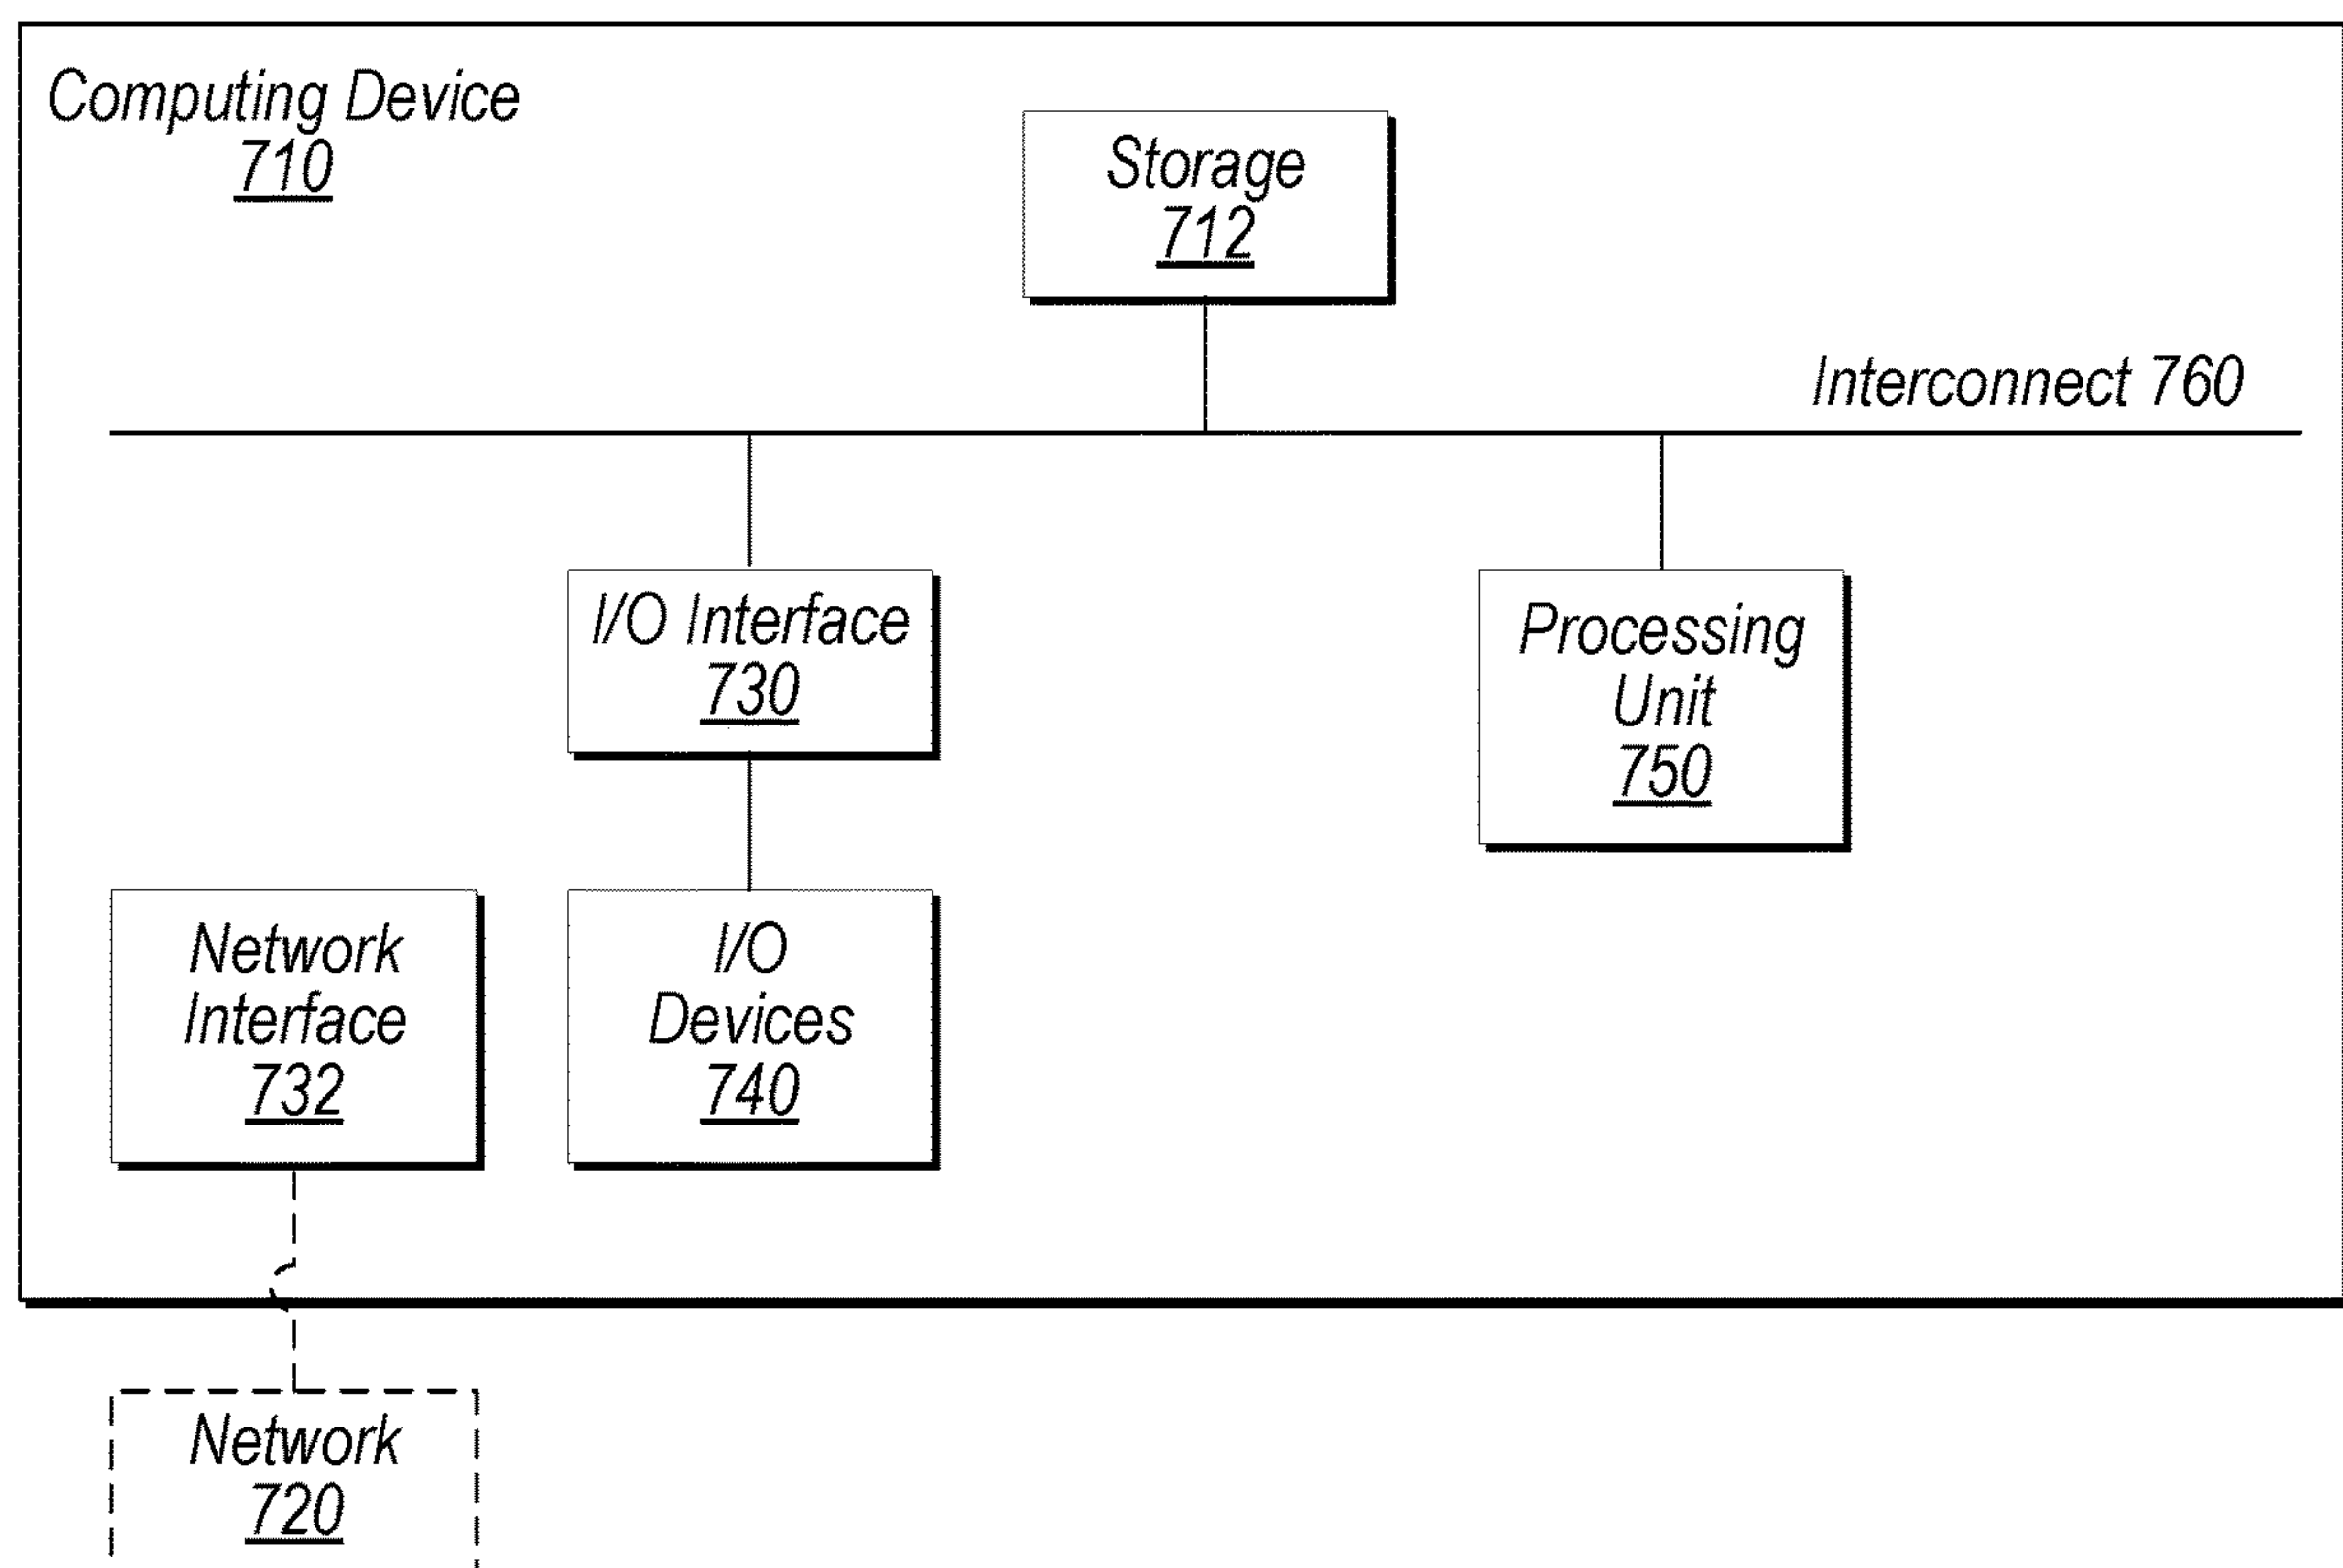 Computing Device
710
Storage
712
Interconnect 760
I/O Interface
730
Processing
Unit
750
Network
Interface
732
I/O
Devices
740
Network
720